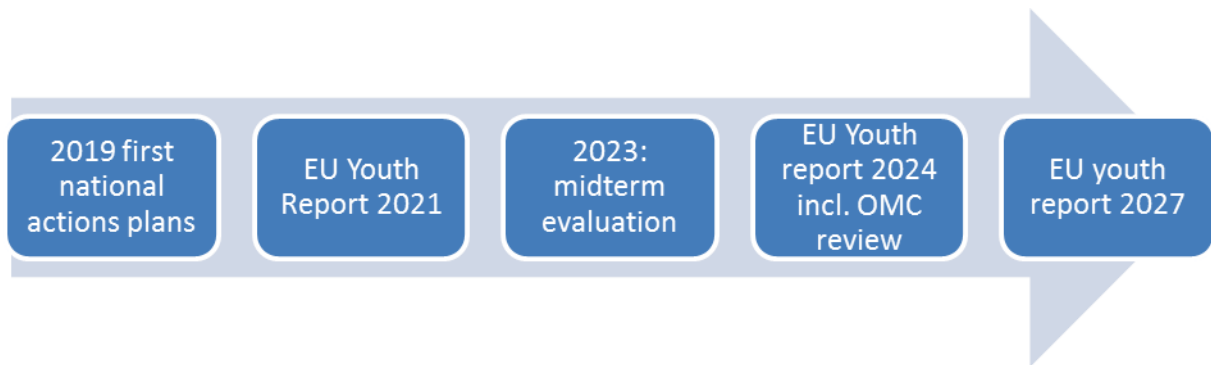 2019 first
national
actions plans
EU Youth
Report 2021
2023:
midterm
evaluation
EU Youth
report 2024
incl. OMC
review
EU youth
report 2027